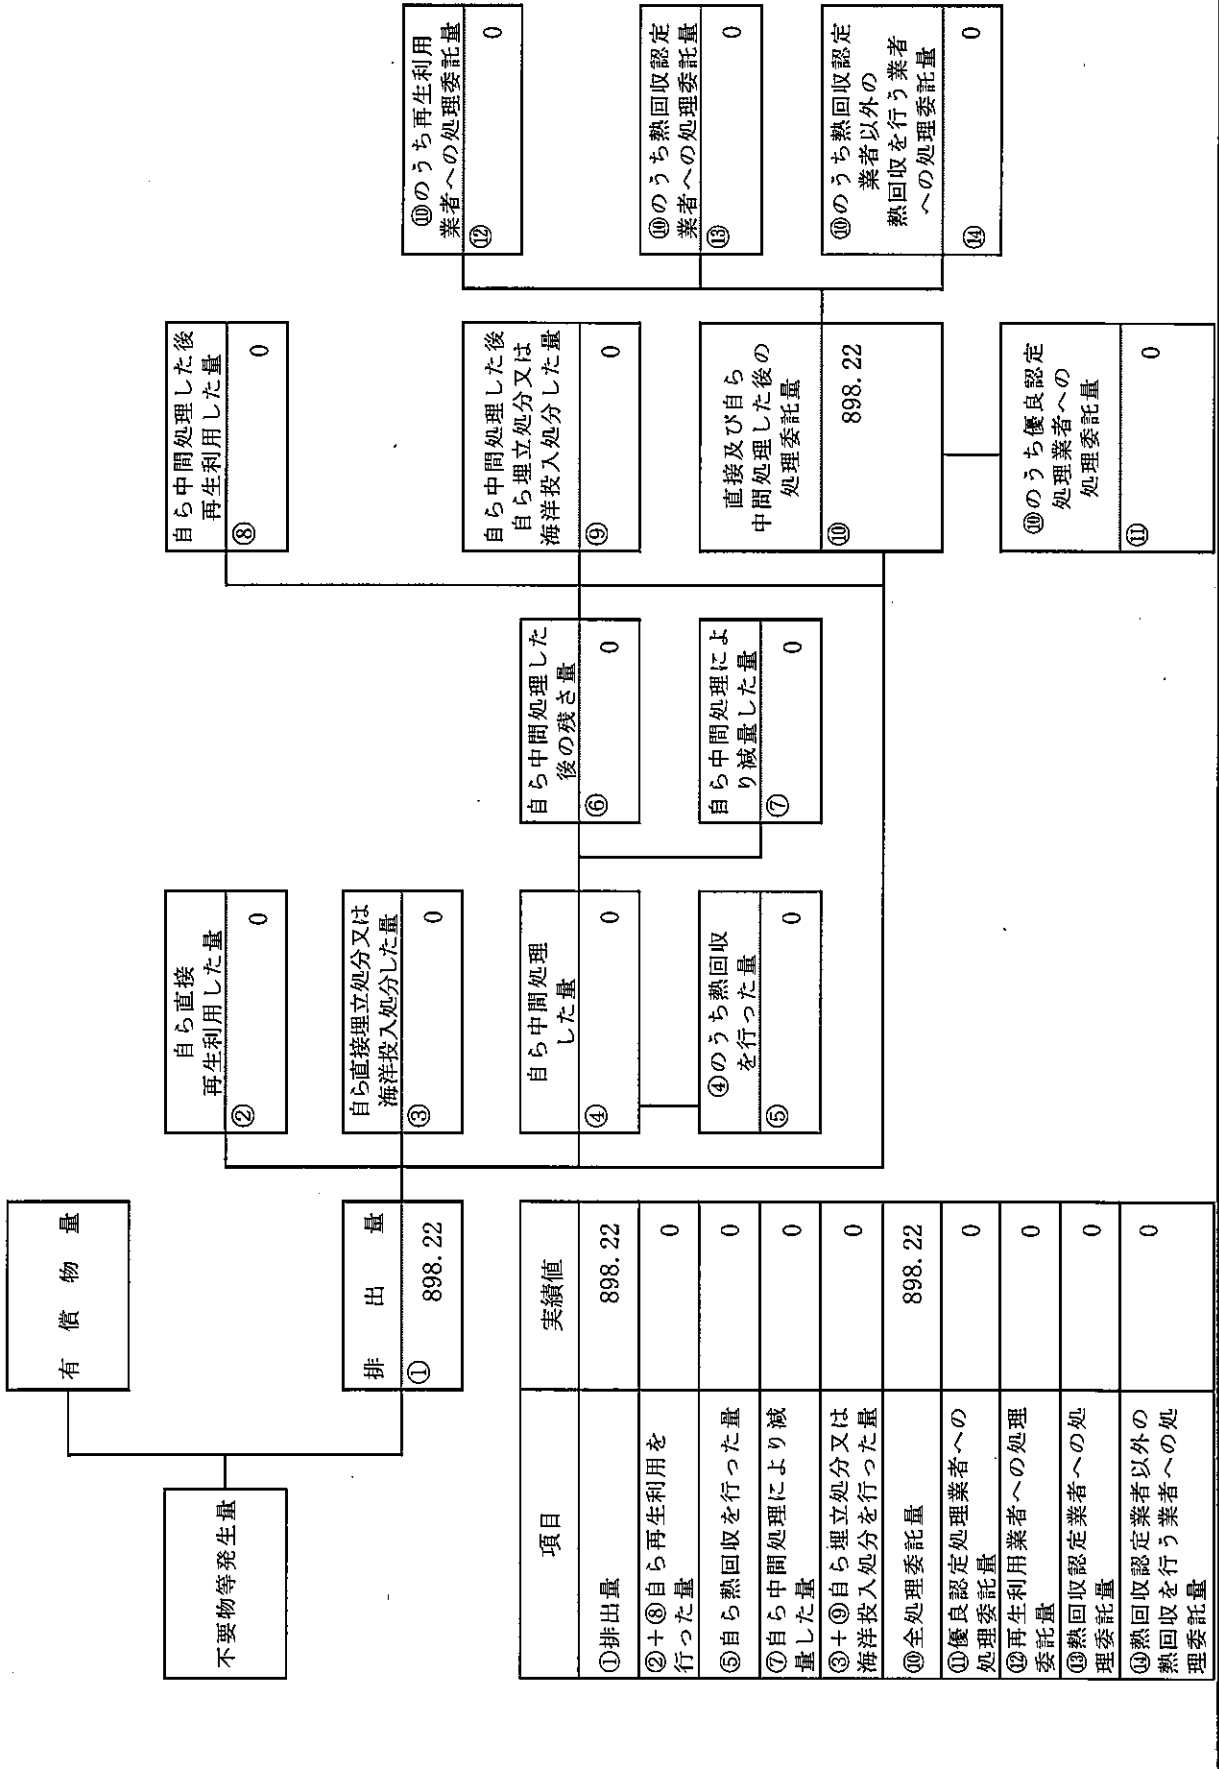 不要物等発生量
有 償 物 量
排 出 量
① 898.22
自ら直接
再生利用した量
② 0
自ら直接埋立処分又は
海洋投入処分した量
③ 0
自ら中間処理
した量
④ 0
④のうち熱回収
を行った量
⑤ 0
自ら中間処理した
後の残さ量
⑥ 0
自ら中間処理によ
り減量した量
⑦ 0
自ら中間処理した後
再生利用した量
⑧ 0
自ら中間処理した後
自ら埋立処分又は
海洋投入処分した量
⑨ 0
直接及び自ら
中間処理した後の
処理委託量
⑩ 898.22
⑩のうち優良認定
処理業者への
処理委託量
⑪ 0
⑩のうち再生利用
業者への処理委託量
⑫ 0
⑩のうち熱回収認定
業者への処理委託量
⑬ 0
⑩のうち熱回収認定
業者以外の
熱回収を行う業者
への処理委託量
⑭ 0
項目 実績値
①排出量 898.22
②+⑧自ら再生利用を
行った量 0
⑤自ら熱回収を行った量 0
⑦自ら中間処理により減
量した量 0
③+⑨自ら埋立処分又は
海洋投入処分を行った量 0
⑩全処理委託量 898.22
⑪優良認定処理業者への
処理委託量 0
⑫再生利用業者への処理
委託量 0
⑬熱回収認定業者への処
理委託量 0
⑭熱回収認定業者以外の
熱回収を行う業者への処
理委託量 0